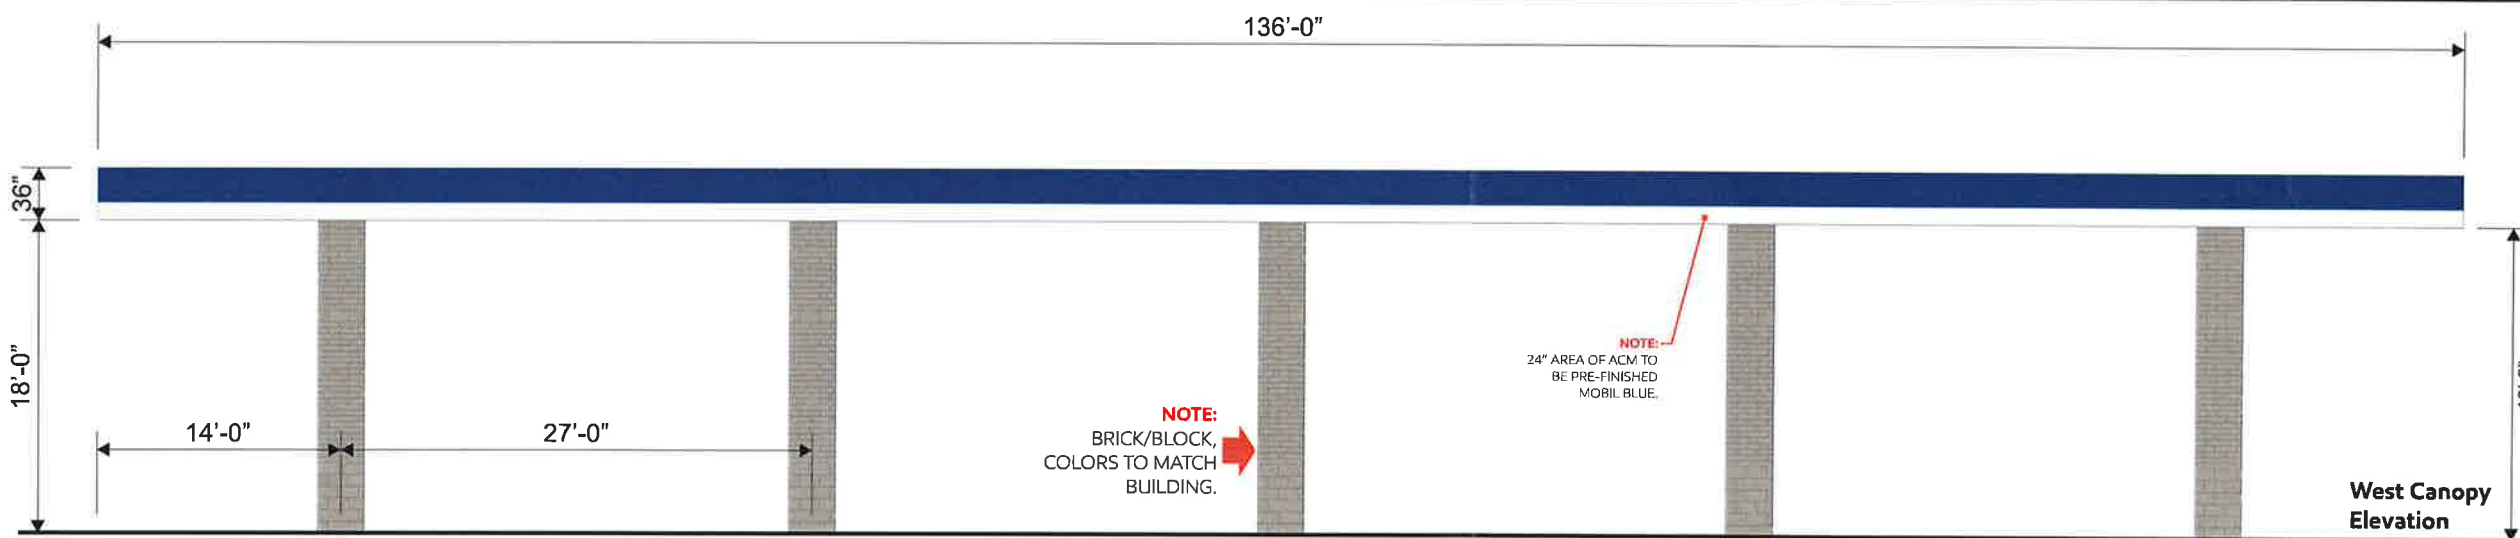 136’-0”
36”
18’-0”
14’-0”
27’-0”
NOTE:
BRICK/BLOCK,
COLORS TO MATCH
BUILDING.
NOTE:
24” AREA OF ACM TO
BE PRE-FINISHED
MOBIL BLUE.
West Canopy
Elevation